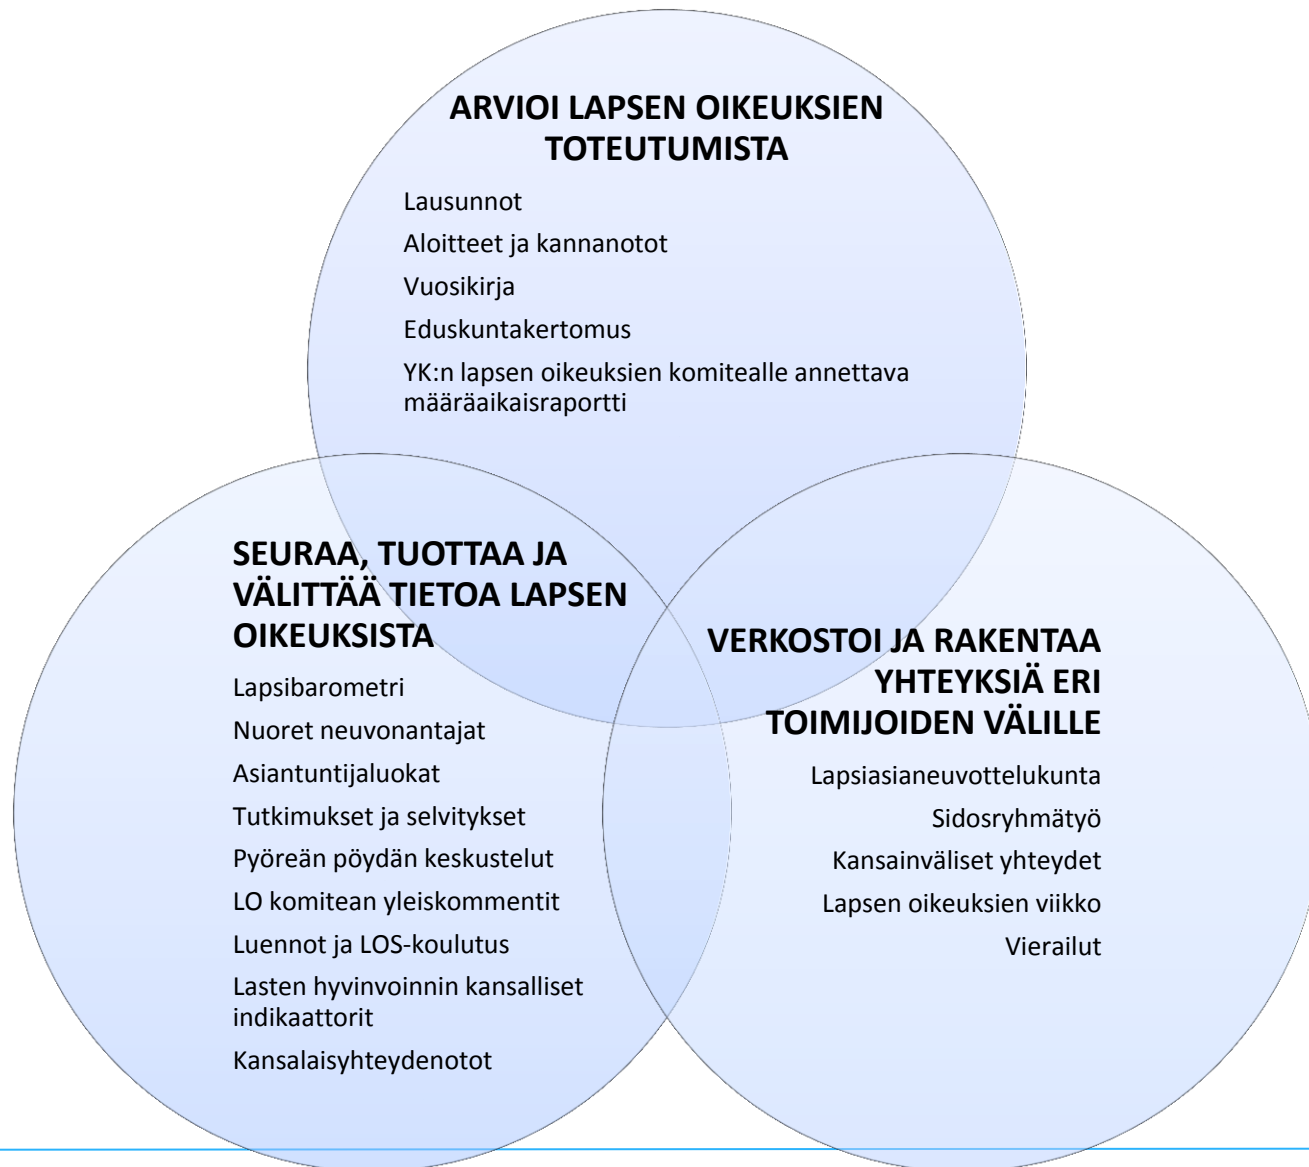 ARVIOI LAPSEN OIKEUKSIEN
TOTEUTUMISTA
Lausunnot
Aloitteet ja kannanotot
Vuosikirja
Eduskuntakertomus
YK:n lapsen oikeuksien komitealle annettava
määräaikaisraportti
SEURAA, TUOTTAA JA
VÄLITTÄÄ TIETOA LAPSEN
OIKEUKSISTA
Lapsibarometri
Nuoret neuvonantajat
Asiantuntijaluokat
Tutkimukset ja selvitykset
Pyöreän pöydän keskustelut
LO komitean yleiskommentit
Luennot ja LOS-koulutus
Lasten hyvinvoinnin kansalliset
indikaattorit
Kansalaisyhteydenotot
VERKOSTOI JA RAKENTAA
YHTEYKSIÄ ERI
TOIMIJOIDEN VÄLILLE
Lapsiasianeuvottelukunta
Sidosryhmätyö
Kansainväliset yhteydet
Lapsen oikeuksien viikko
Vierailut